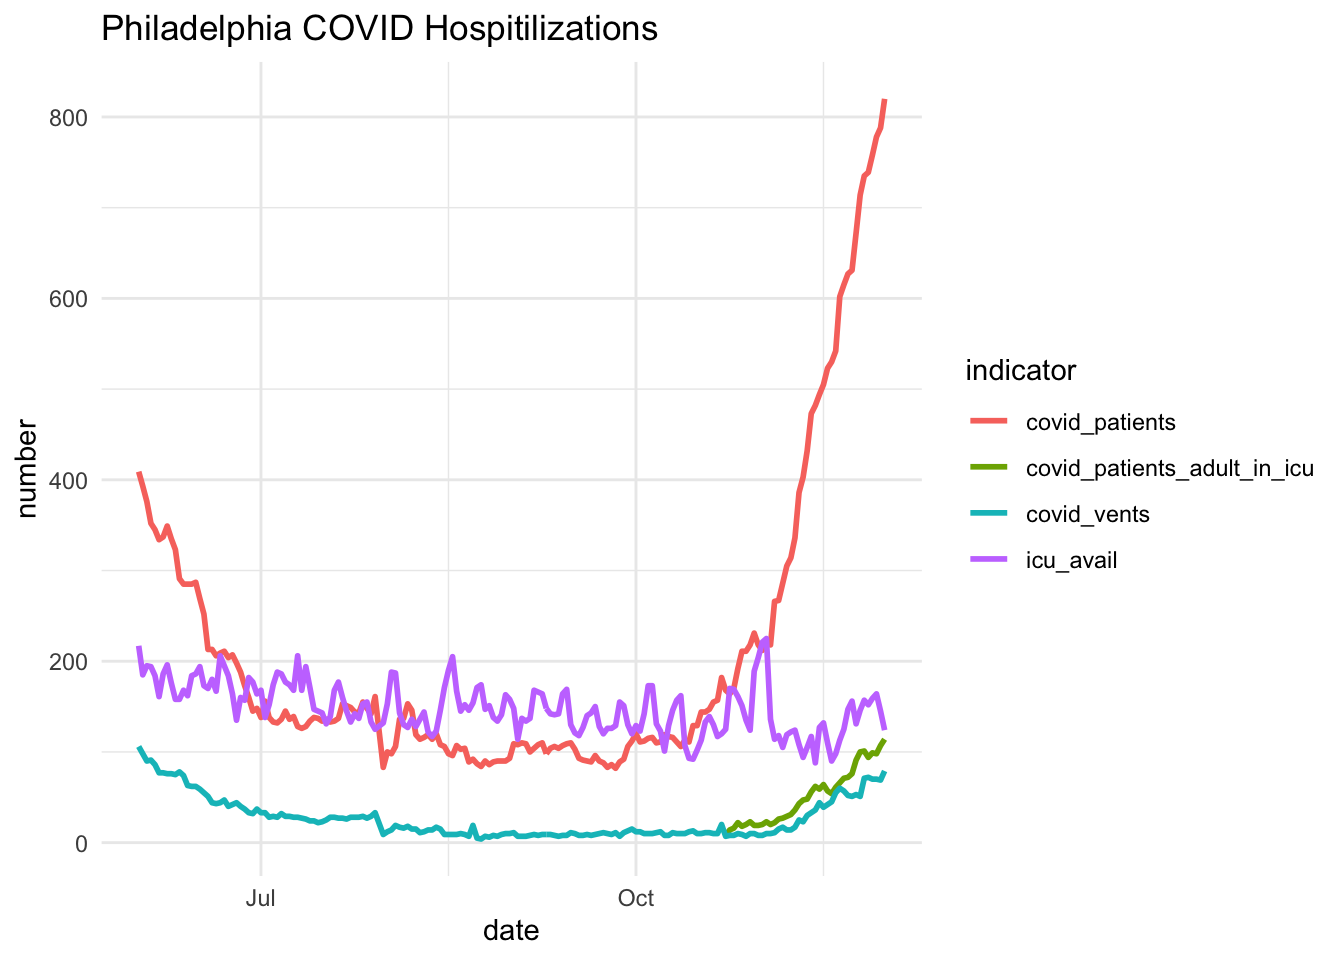 Philadelphia COVID Hospitilizations
800
600
400
200
0
number
Jul
Oct
date
indicator
covid_patients
covid_patients_adult_in_icu
covid_vents
icu_avail